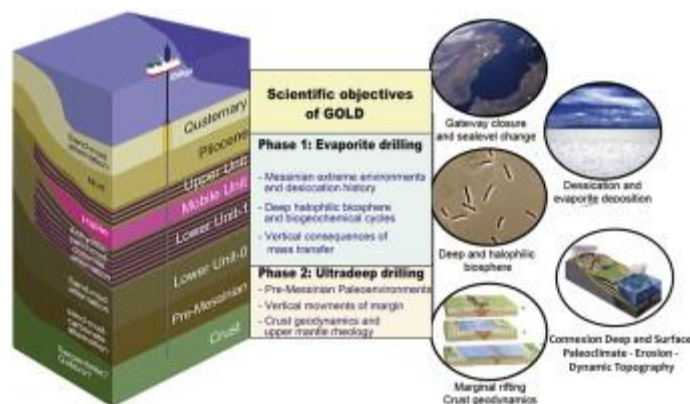 Quaternary
Pliocene
Upper Unit
Mobile Unit
Lower Unit-1
Lower Unit-0
Pre-Messinian
Crust
Scientific objectives
of GOLD
Phase 1: Evaporite drilling
- Messinian extreme environments
and desiccation history
- Deep halophilic biosphere
and biogeochemical cycles
- Vertical consequences of
mass transfer
Phase 2: Ultradeep drilling
- Pre-Messinian Paleoenvironments
- Vertical movments of margin
- Crust geodynamics and
upper mantle rheology
Gateway closure
and sealevel change
Dessication and
evaporite deposition
Deep and halophilic
biosphere
Connexion Deep and Surface
Paleoclimate - Erosion -
Dynamic Topography
Marginal rifting
Crust geodynamics